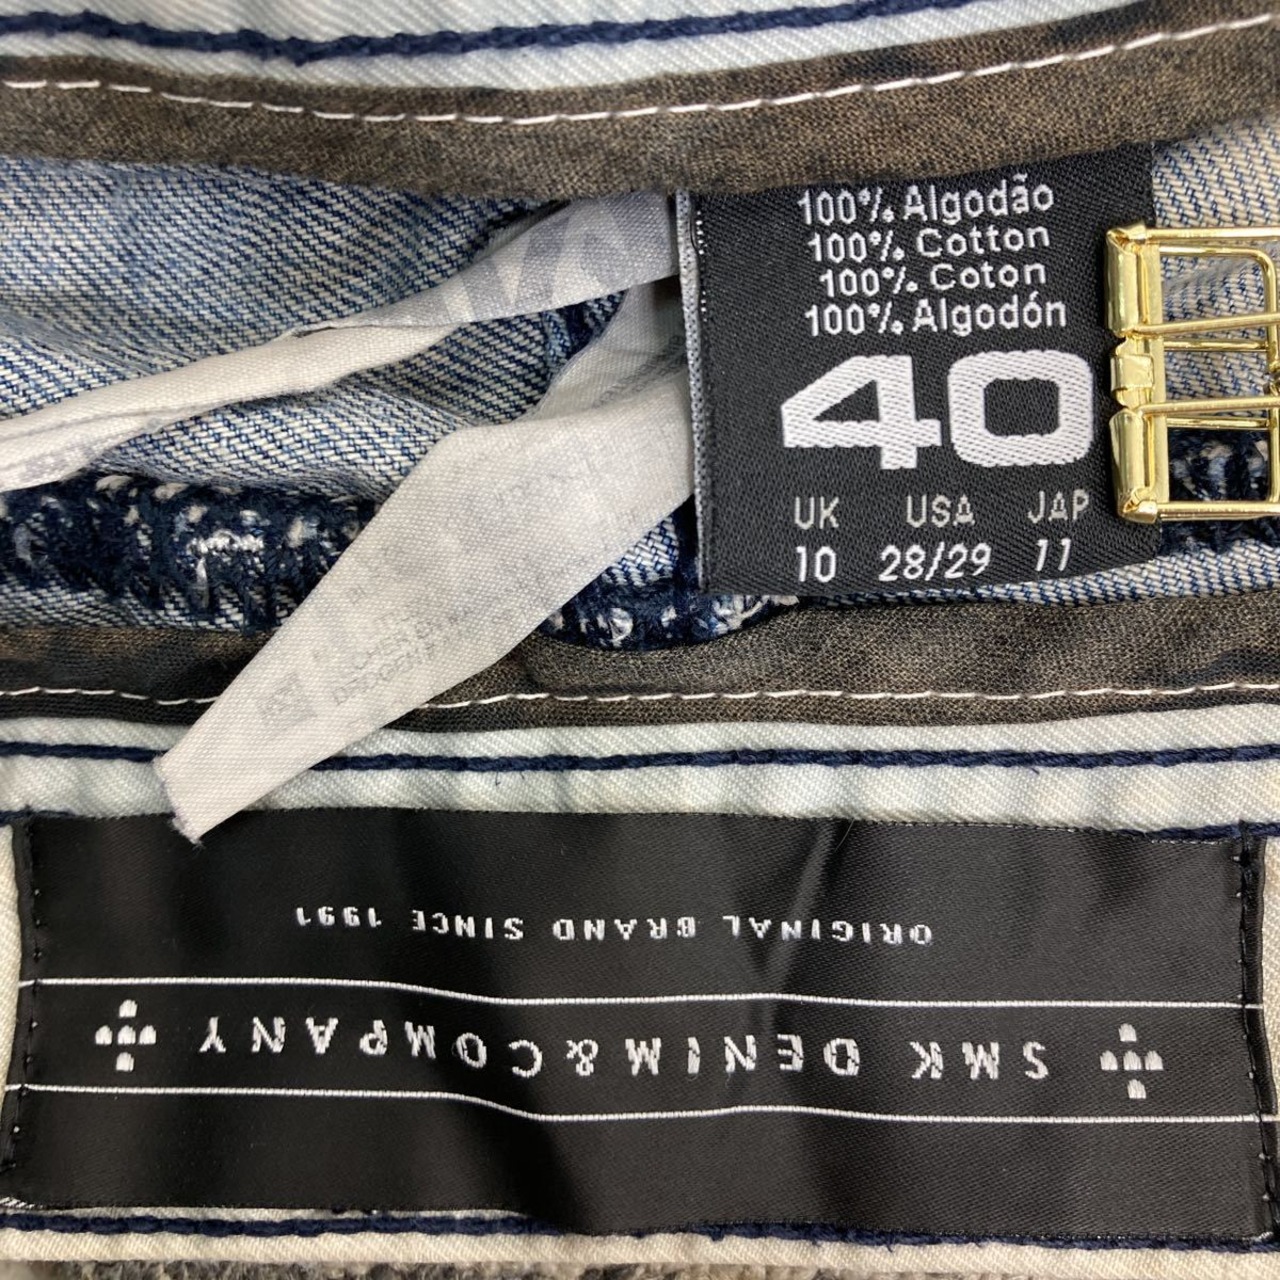 100% Algodão
100% Cotton
100% Coton
100% Algodón
40
UK USA JAP
10 28/29 11
ORIGINAL BRAND SINCE 1991
SMK DENIM&COMPANY